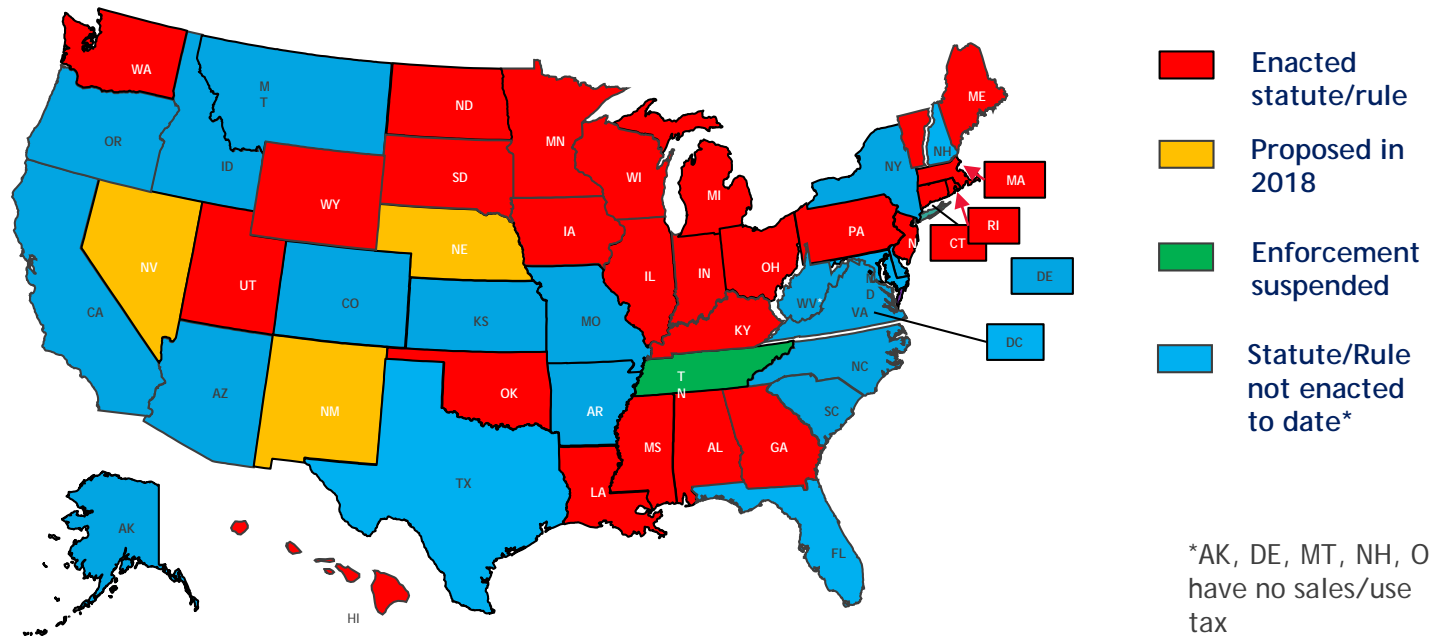 WA
MT
ND
MN
ME
OR
ID
SD
WI
NY
NH
MA
WY
MI
RI
IA
PA
N
CT
NE
NV
UT
IL
IN
OH
DE
CO
CA
KS
MO
WV*
D
VA
KY
DC
NC
TN
AZ
OK
NM
AR
SC
MS
AL
GA
LA
TX
AK
FL
HI
Enacted
statute/rule
Proposed in
2018
Enforcement
suspended
Statute/Rule
not enacted
to date*
*AK, DE, MT, NH, O
have no sales/use
tax